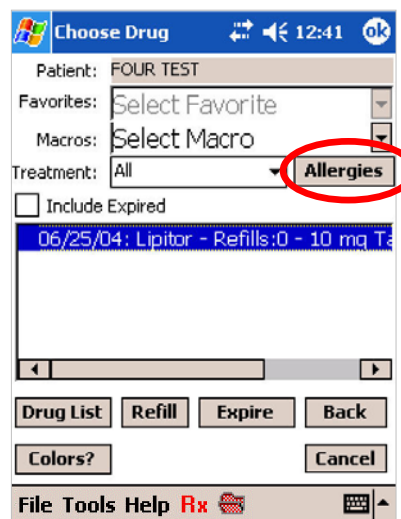 Choose Drug 12:41 ok
Patient: FOUR TEST
Favorites: Select Favorite
Macros: Select Macro
Treatment: All Allergies
Include Expired
06/25/04: Lipitor - Refills:0 - 10 mg Ta
Drug List Refill Expire Back
Colors? Cancel
File Tools Help Rx